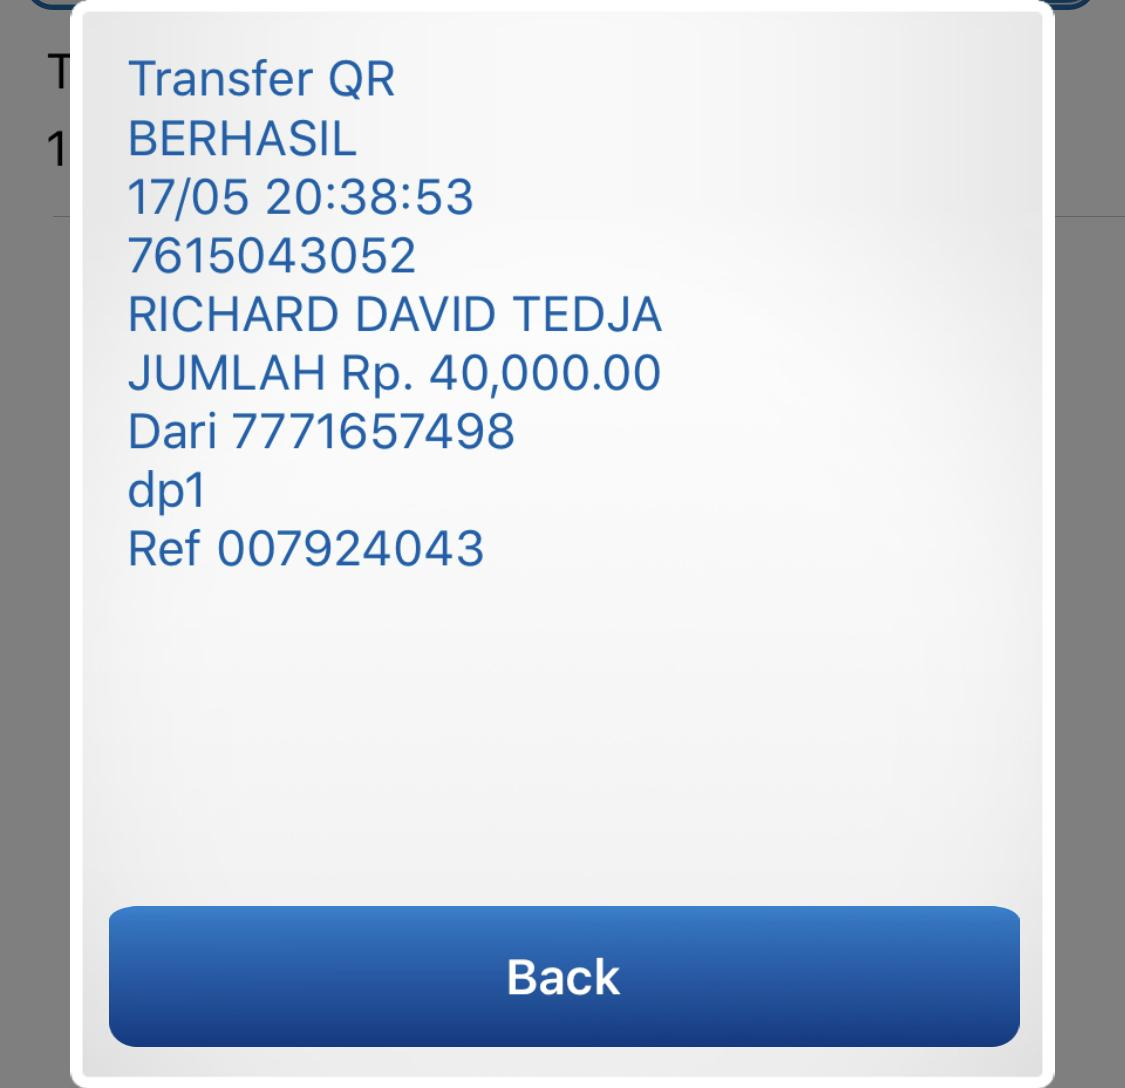 T
1
Transfer QR
BERHASIL
17/05 20:38:53
7615043052
RICHARD DAVID TEDJA
JUMLAH Rp. 40,000.00
Dari 7771657498
dp1
Ref 007924043
Back